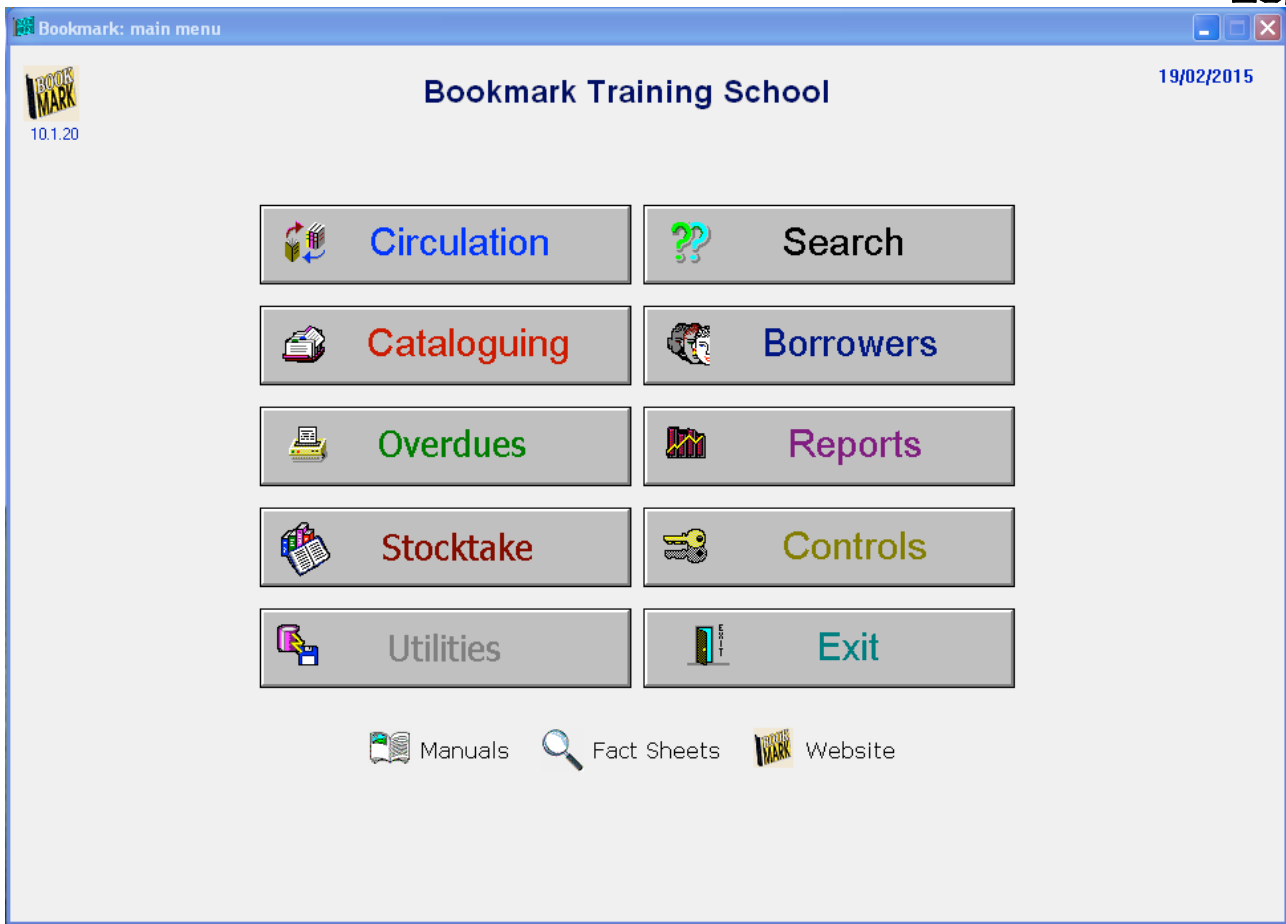 Bookmark: main menu
BOOK
MARK
10.1.20
Bookmark Training School
19/02/2015
Circulation
Search
Cataloguing
Borrowers
Overdues
Reports
Stocktake
Controls
Utilities
EXIT
Exit
Manuals
Fact Sheets
BOOK
MARK
Website